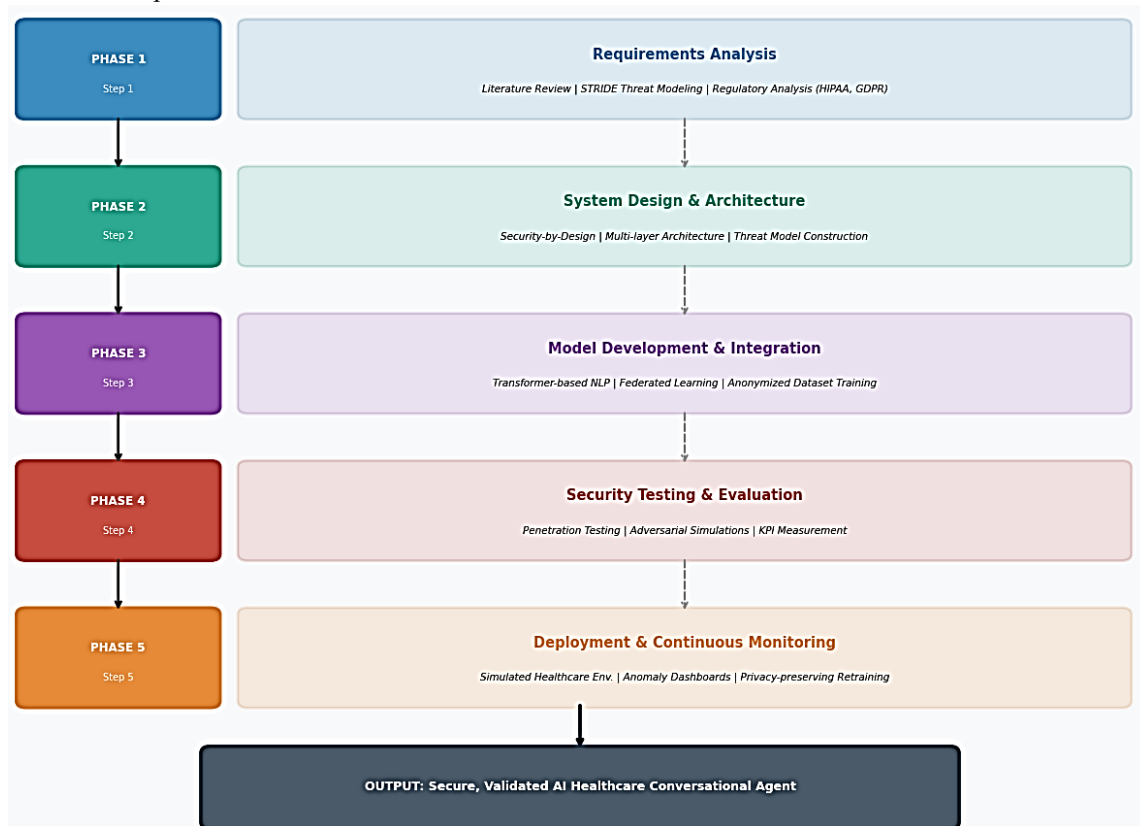 PHASE 1
Step 1
Requirements Analysis
Literature Review | STRIDE Threat Modeling | Regulatory Analysis (HIPAA, GDPR)
PHASE 2
Step 2
System Design & Architecture
Security-by-Design | Multi-layer Architecture | Threat Model Construction
PHASE 3
Step 3
Model Development & Integration
Transformer-based NLP | Federated Learning | Anonymized Dataset Training
PHASE 4
Step 4
Security Testing & Evaluation
Penetration Testing | Adversarial Simulations | KPI Measurement
PHASE 5
Step 5
Deployment & Continuous Monitoring
Simulated Healthcare Env. | Anomaly Dashboards | Privacy-preserving Retraining
OUTPUT: Secure, Validated AI Healthcare Conversational Agent